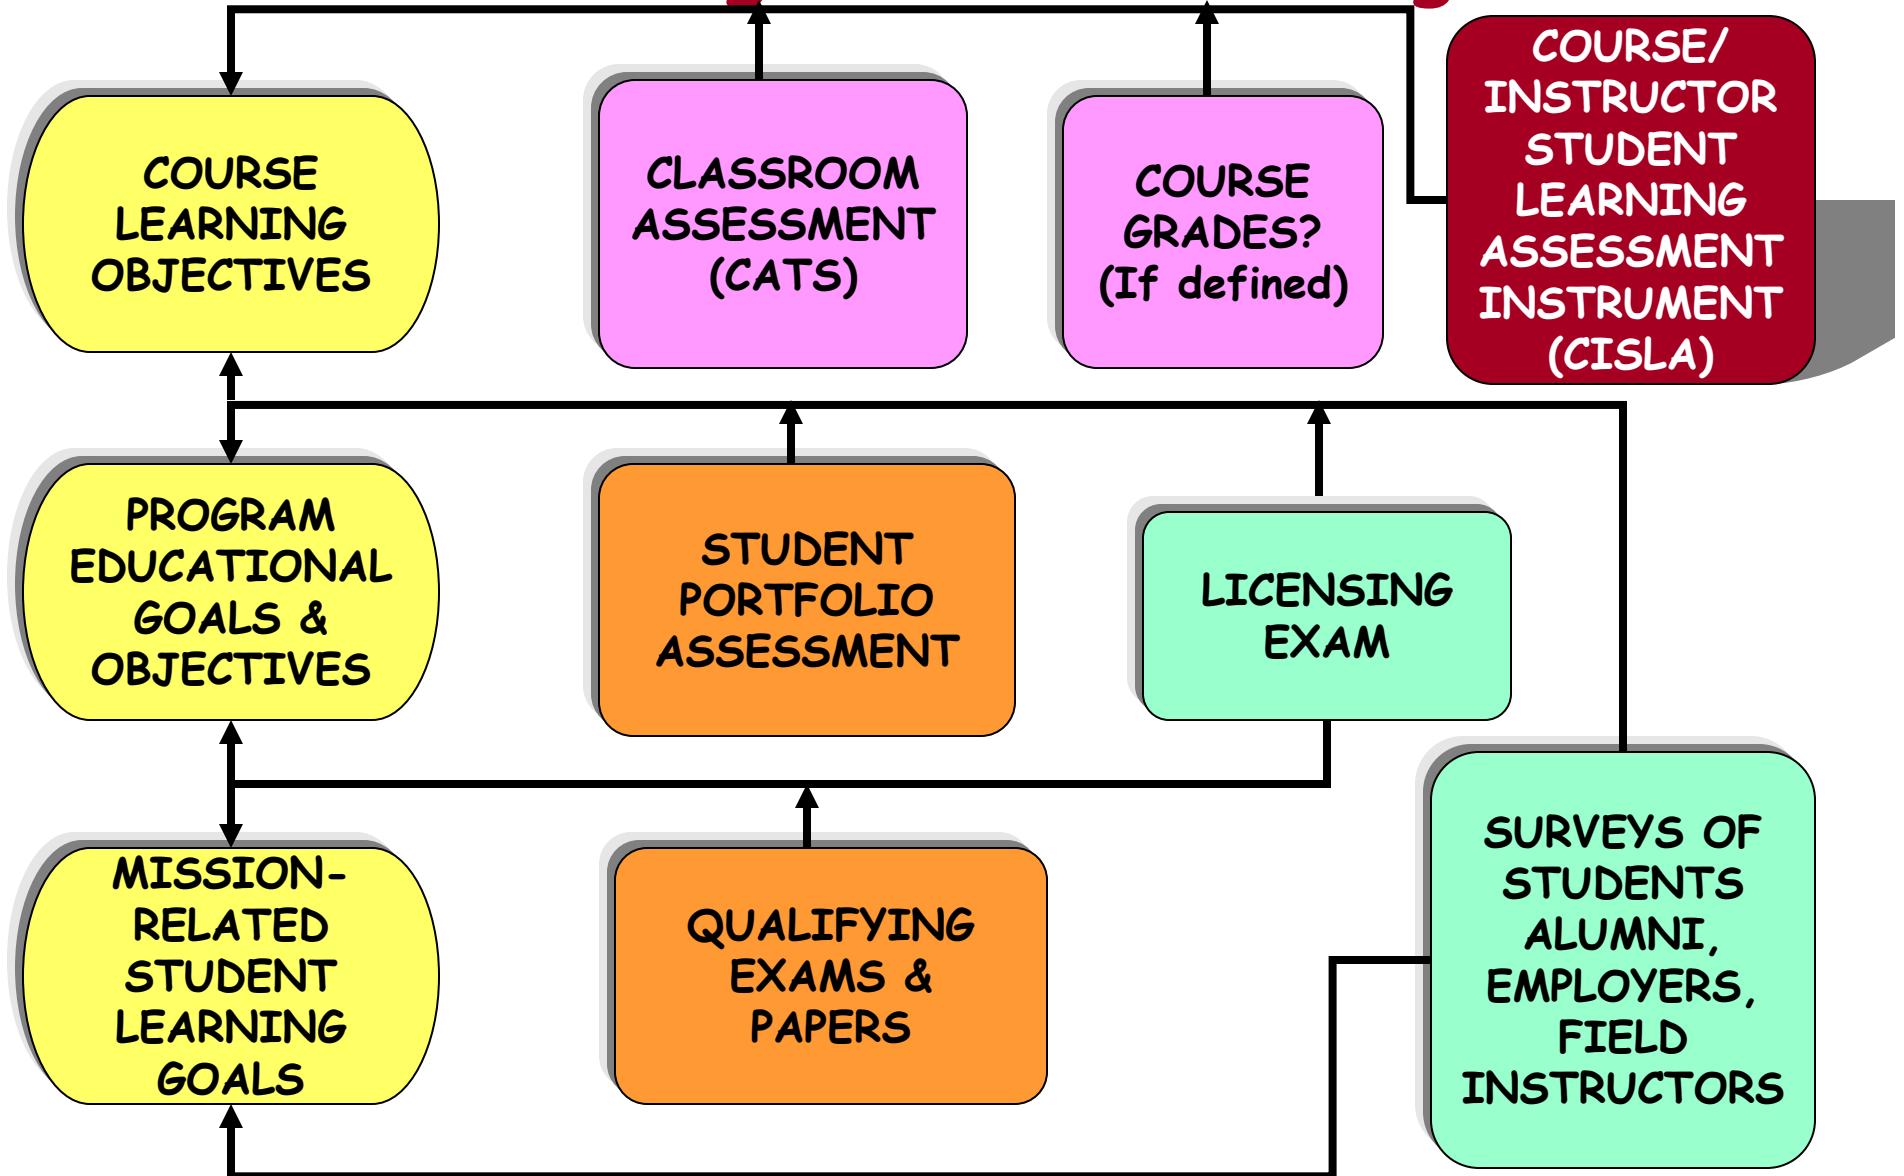 COURSE
LEARNING
OBJECTIVES
CLASSROOM
ASSESSMENT
(CATS)
COURSE
GRADES?
(If defined)
COURSE/
INSTRUCTOR
STUDENT
LEARNING
ASSESSMENT
INSTRUMENT
(CISLA)
PROGRAM
EDUCATIONAL
GOALS &
OBJECTIVES
STUDENT
PORTFOLIO
ASSESSMENT
LICENSING
EXAM
MISSION-
RELATED
STUDENT
LEARNING
GOALS
QUALIFYING
EXAMS &
PAPERS
SURVEYS OF
STUDENTS
ALUMNI,
EMPLOYERS,
FIELD
INSTRUCTORS